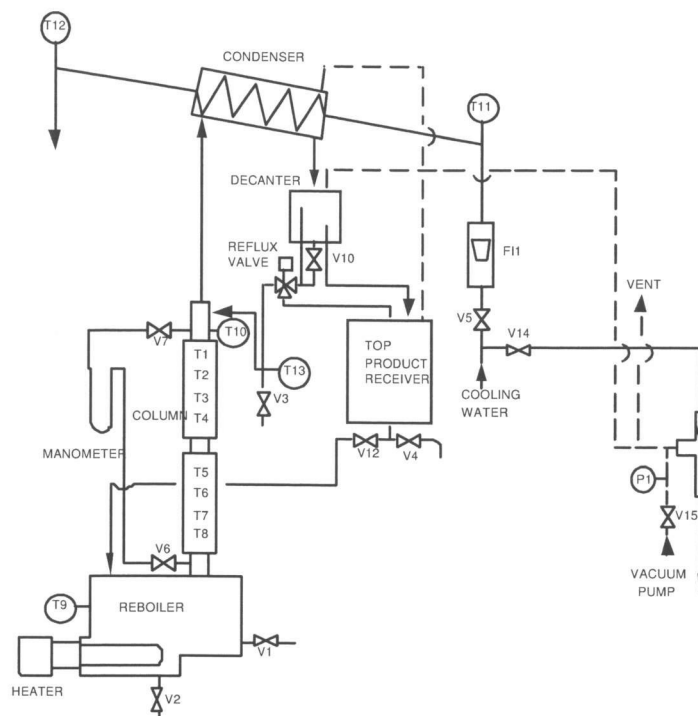 T12
CONDENSER
T11
DECANTER
V10
REFLUX
VALVE
FI1
VENT
V5
V14
V7
T10
T1
T2
T3
T4
COLUMN
T13
V3
TOP
PRODUCT
RECEIVER
COOLING
WATER
MANOMETER
V12
V4
T5
T6
T7
T8
P1
V15
V6
VACUUM
PUMP
T9
REBOILER
V1
HEATER
V2